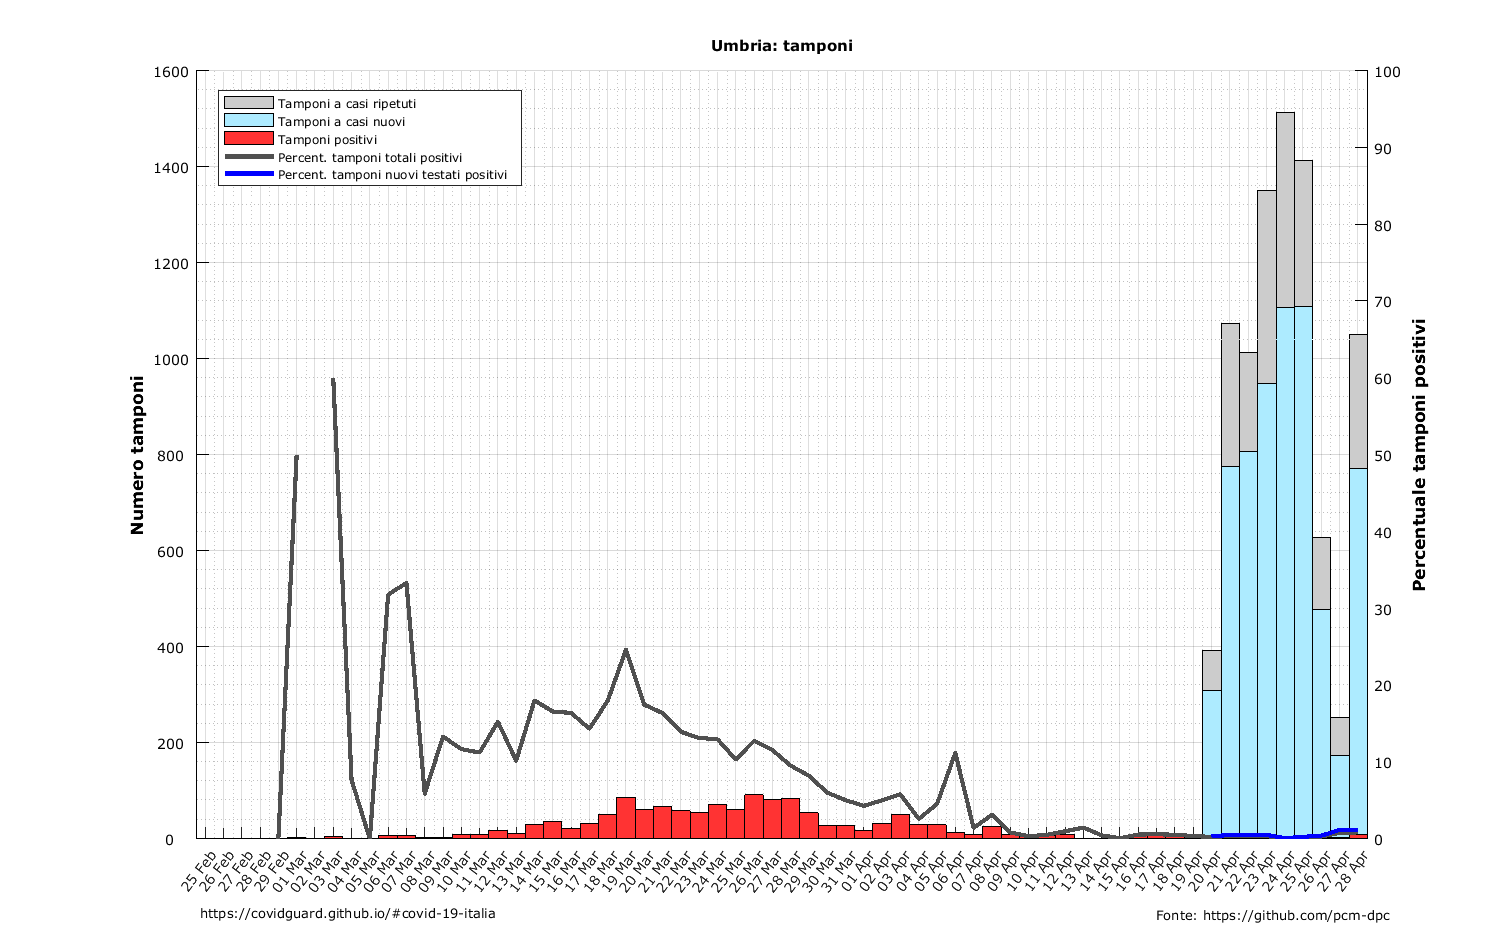 Umbria: tamponi
1600
1400
1200
1000
800
600
400
200
0
Numero tamponi
Tamponi a casi ripetuti
Tamponi a casi nuovi
Tamponi positivi
Percent. tamponi totali positivi
Percent. tamponi nuovi testati positivi
100
90
80
70
60
50
40
30
20
10
0
Percentuale tamponi positivi
25 Feb
26 Feb
27 Feb
28 Feb
29 Feb
01 Mar
02 Mar
03 Mar
04 Mar
05 Mar
06 Mar
07 Mar
08 Mar
09 Mar
10 Mar
11 Mar
12 Mar
13 Mar
14 Mar
15 Mar
16 Mar
17 Mar
18 Mar
19 Mar
20 Mar
21 Mar
22 Mar
23 Mar
24 Mar
25 Mar
26 Mar
27 Mar
28 Mar
29 Mar
30 Mar
31 Mar
01 Apr
02 Apr
03 Apr
04 Apr
05 Apr
06 Apr
07 Apr
08 Apr
09 Apr
10 Apr
11 Apr
12 Apr
13 Apr
14 Apr
15 Apr
16 Apr
17 Apr
18 Apr
19 Apr
20 Apr
21 Apr
22 Apr
23 Apr
24 Apr
25 Apr
26 Apr
27 Apr
28 Apr
https://covidguard.github.io/#covid-19-italia
Fonte: https://github.com/pcm-dpc